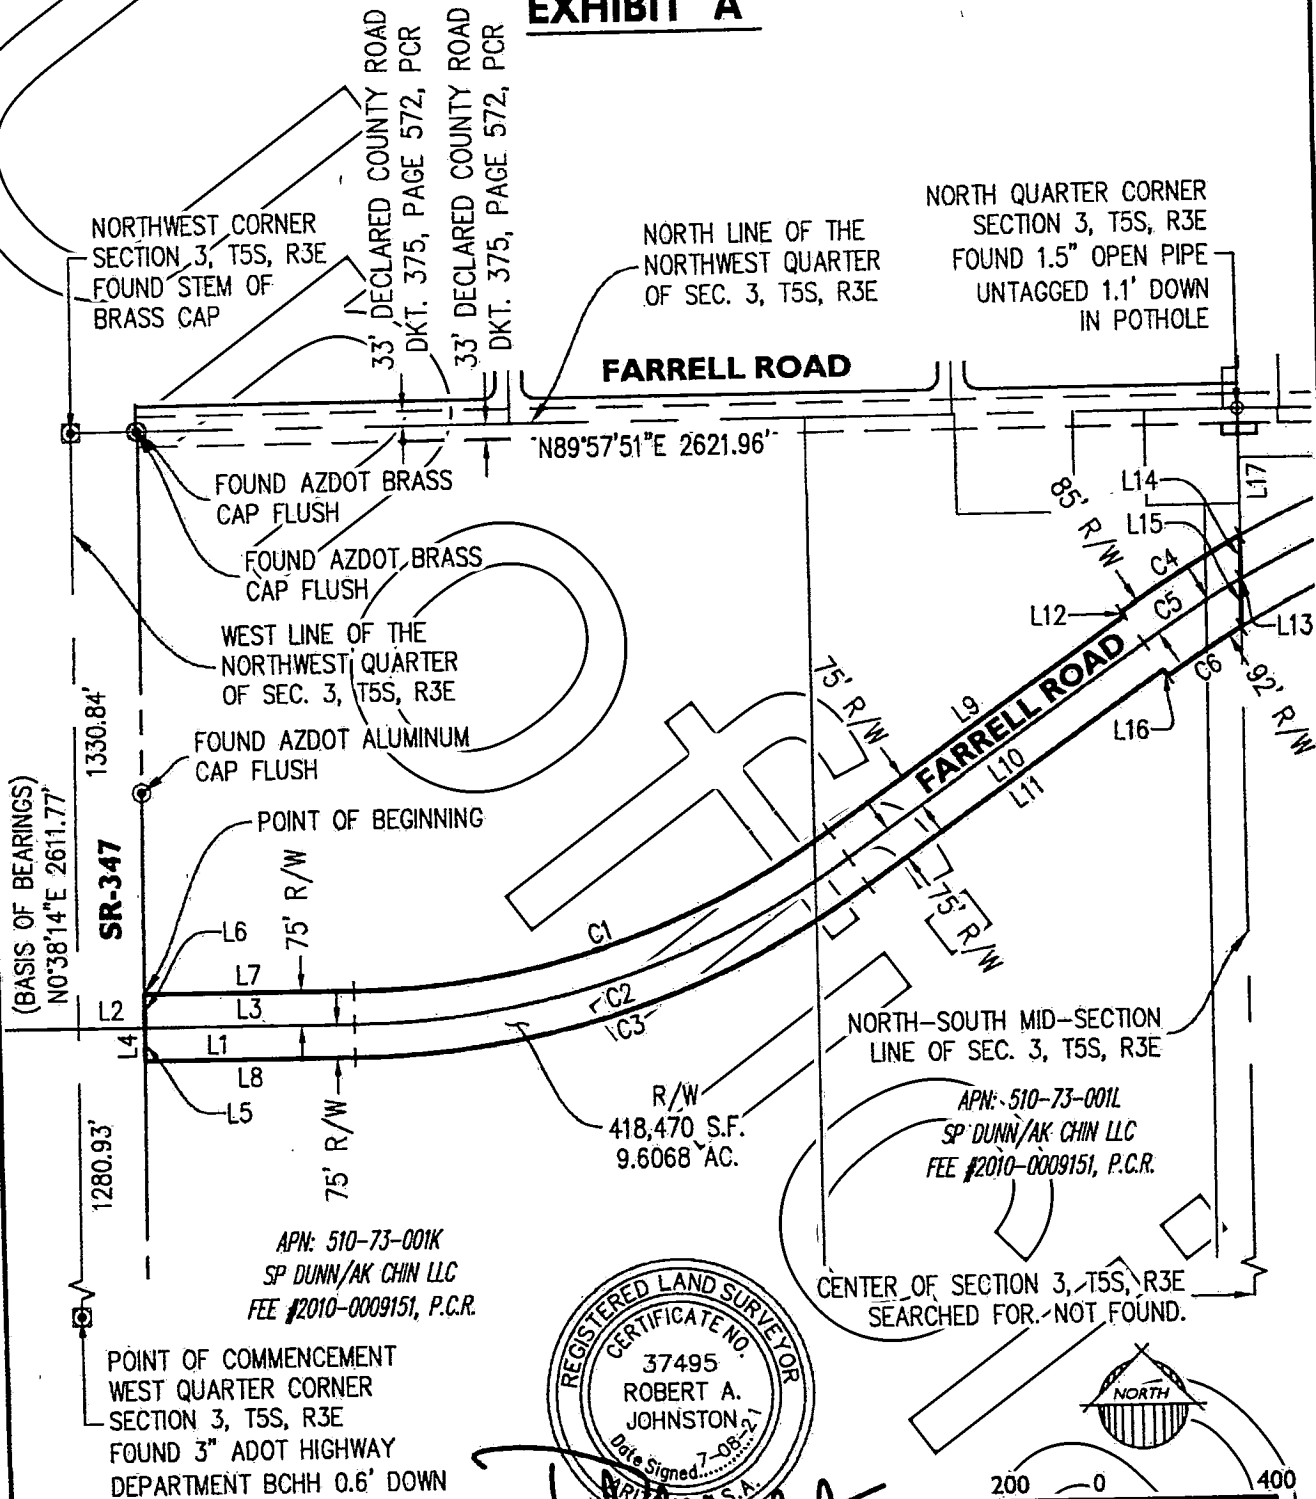 EXHIBIT "A"
33' DECLARED COUNTY ROAD
DKT. 375, PAGE 572, PCR
33' DECLARED COUNTY ROAD
DKT. 375, PAGE 572, PCR
NORTHWEST CORNER
SECTION 3, T5S, R3E
FOUND STEM OF
BRASS CAP
NORTH LINE OF THE
NORTHWEST QUARTER
OF SEC. 3, T5S, R3E
NORTH QUARTER CORNER
SECTION 3, T5S, R3E
FOUND 1.5" OPEN PIPE
UNTAGGED 1.1' DOWN
IN POTHOLE
FARRELL ROAD
N89°57'51"E 2621.96'
FOUND AZDOT BRASS
CAP FLUSH
FOUND AZDOT BRASS
CAP FLUSH
WEST LINE OF THE
NORTHWEST QUARTER
OF SEC. 3, T5S, R3E
FOUND AZDOT ALUMINUM
CAP FLUSH
POINT OF BEGINNING
(BASIS OF BEARINGS)
N0°38'14"E 2611.77'
1330.84'
SR-347
1280.93'
L14
L15
L17
85' R/W
C4
C5
L12
L13
C6
92' R/W
L16
75' R/W
L9
FARRELL ROAD
L10
L11
75' R/W
L6
75' R/W
L7
C1
L2
L3
C2
C3
L4
L1
L8
L5
75' R/W
R/W
418,470 S.F.
9.6068 AC.
NORTH-SOUTH MID-SECTION
LINE OF SEC. 3, T5S, R3E
APN: 510-73-001L
SP DUNN/AK CHIN LLC
FEE #2010-0009151, P.C.R.
APN: 510-73-001K
SP DUNN/AK CHIN LLC
FEE #2010-0009151, P.C.R.
CENTER OF SECTION 3, T5S, R3E
SEARCHED FOR. NOT FOUND.
POINT OF COMMENCEMENT
WEST QUARTER CORNER
SECTION 3, T5S, R3E
FOUND 3" ADOT HIGHWAY
DEPARTMENT BCHH 0.6' DOWN
REGISTERED LAND SURVEYOR
CERTIFICATE NO.
37495
ROBERT A.
JOHNSTON
Date Signed 7-08-21
NORTH
200 0 400